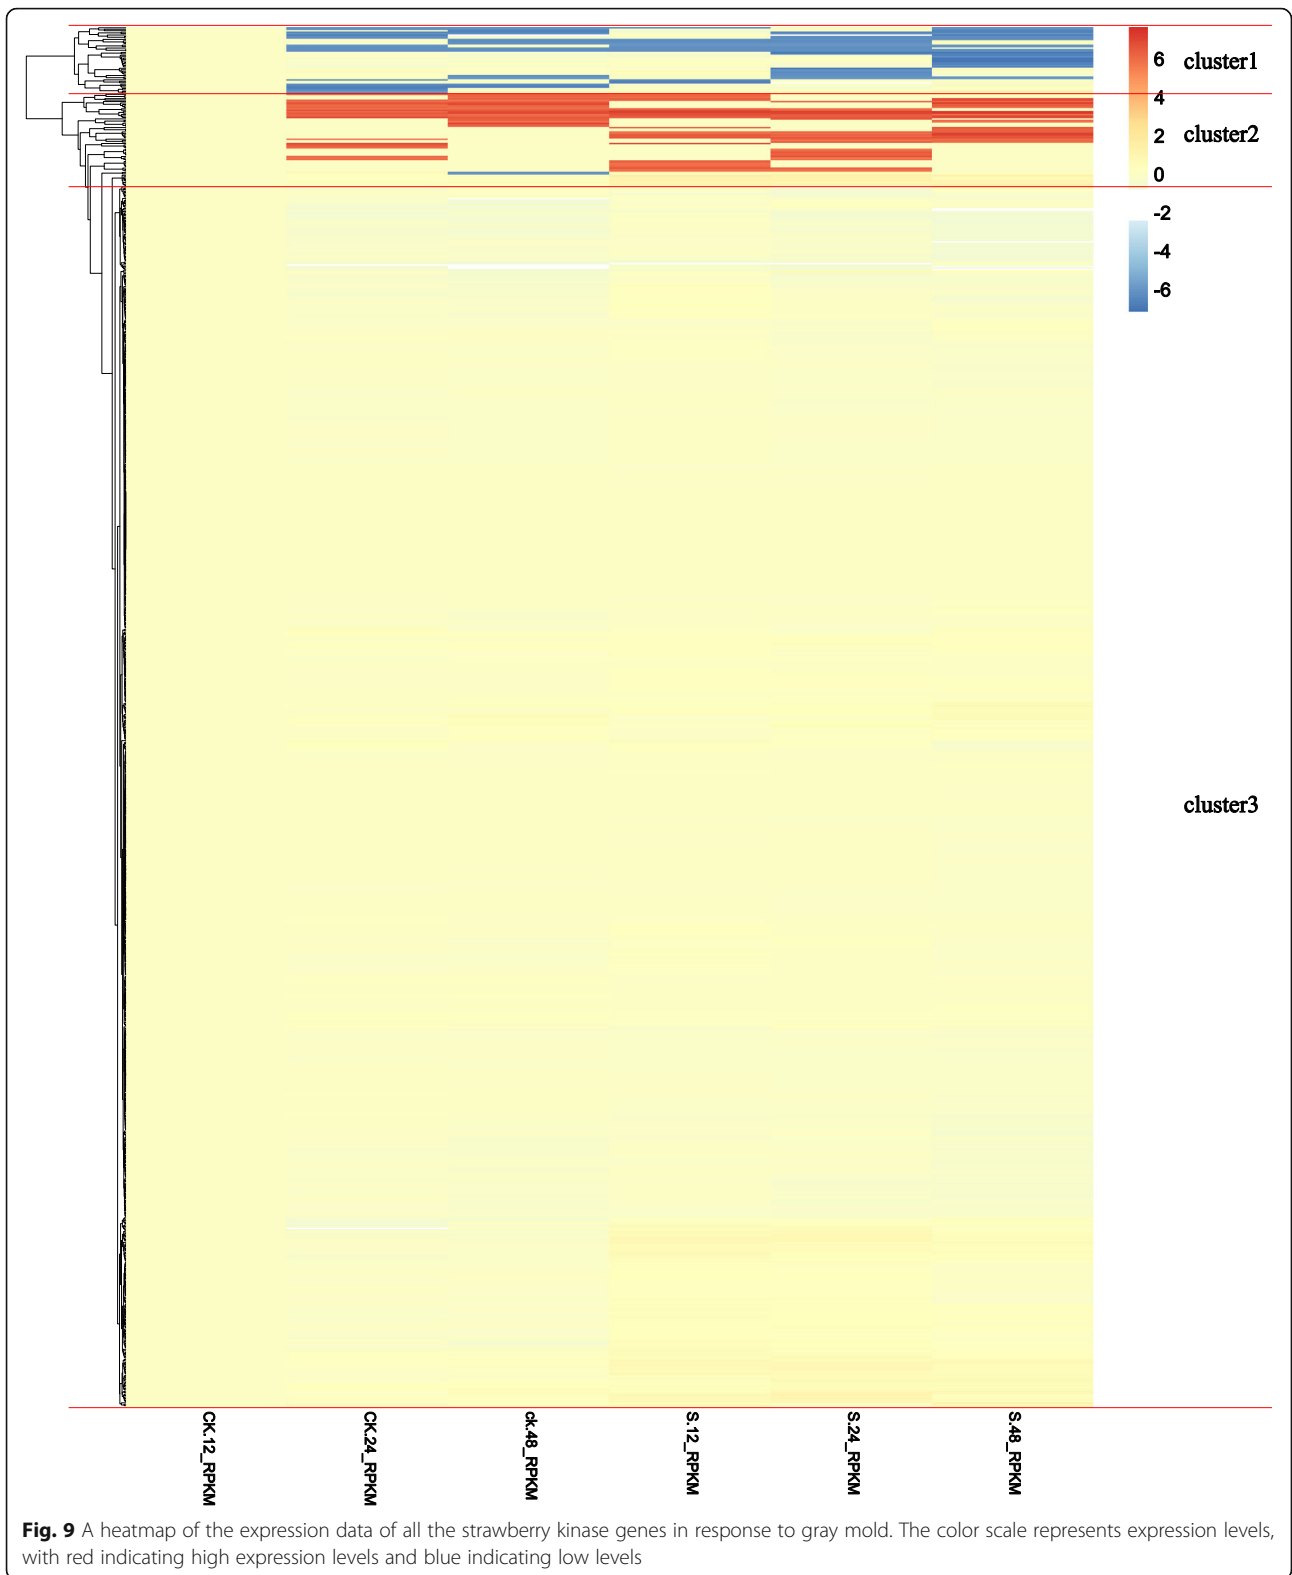 6
cluster1
4
2
cluster2
0
-2
-4
-6
cluster3
CK.12_RPKM
CK.24_RPKM
ck.48_RPKM
S.12_RPKM
S.24_RPKM
S.48_RPKM
Fig. 9 A heatmap of the expression data of all the strawberry kinase genes in response to gray mold. The color scale represents expression levels,
with red indicating high expression levels and blue indicating low levels